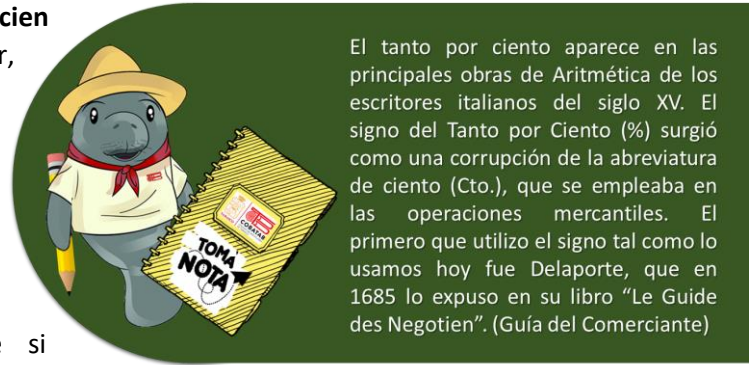 cien
r,
El tanto por ciento aparece en las
principales obras de Aritmética de los
escritores italianos del siglo XV. El
signo del Tanto por Ciento (%) surgió
como una corrupción de la abreviatura
de ciento (Cto.), que se empleaba en
las operaciones mercantiles. El
primero que utilizo el signo tal como lo
usamos hoy fue Delaporte, que en
1685 lo expuso en su libro “Le Guide
des Negotien”. (Guía del Comerciante)
COBATAB
TOMA
NOTA
e si